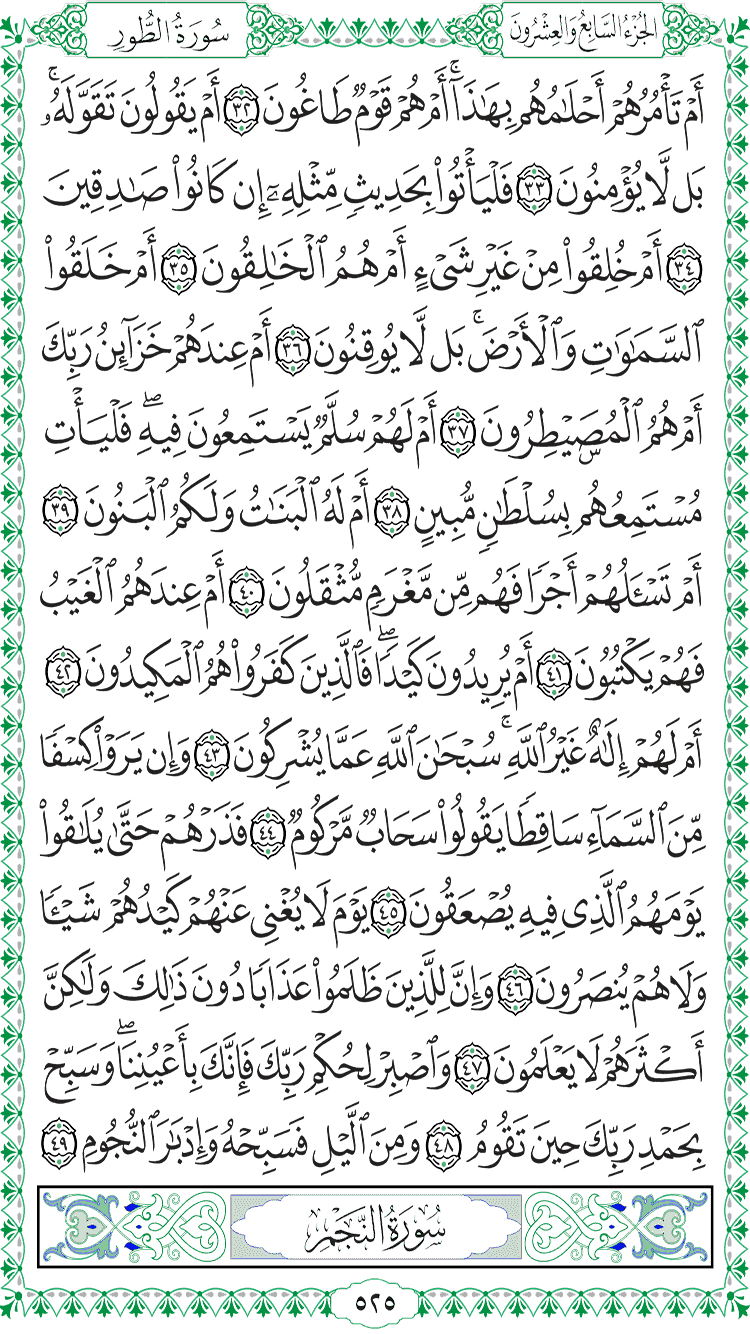 الجُزْءُ السَّابِعُ وَالعِشْرُونَ
سُورَةُ الطُّورِ
أَمْ تَأْمُرُهُمْ أَحْلَٰمُهُم بِهَٰذَآ ۚ أَمْ هُمْ قَوْمٌ طَاغُونَ ٣٢ أَمْ يَقُولُونَ تَقَوَّلَهُۥ ۚ
بَل لَّا يُؤْمِنُونَ ٣٣ فَلْيَأْتُوا۟ بِحَدِيثٍ مِّثْلِهِۦٓ إِن كَانُوا۟ صَٰدِقِينَ
٣٤ أَمْ خُلِقُوا۟ مِنْ غَيْرِ شَىْءٍ أَمْ هُمُ ٱلْخَٰلِقُونَ ٣٥ أَمْ خَلَقُوا۟
ٱلسَّمَٰوَٰتِ وَٱلْأَرْضَ ۚ بَل لَّا يُوقِنُونَ ٣٦ أَمْ عِندَهُمْ خَزَآئِنُ رَبِّكَ
أَمْ هُمُ ٱلْمُصَۣيْطِرُونَ ٣٧ أَمْ لَهُمْ سُلَّمٌ يَسْتَمِعُونَ فِيهِ ۖ فَلْيَأْتِ
مُسْتَمِعُهُم بِسُلْطَٰنٍ مُّبِينٍ ٣٨ أَمْ لَهُ ٱلْبَنَٰتُ وَلَكُمُ ٱلْبَنُونَ ٣٩
أَمْ تَسْـَٔلُهُمْ أَجْرًا فَهُم مِّن مَّغْرَمٍ مُّثْقَلُونَ ٤٠ أَمْ عِندَهُمُ ٱلْغَيْبُ
فَهُمْ يَكْتُبُونَ ٤١ أَمْ يُرِيدُونَ كَيْدًا ۖ فَٱلَّذِينَ كَفَرُوا۟ هُمُ ٱلْمَكِيدُونَ ٤٢
أَمْ لَهُمْ إِلَٰهٌ غَيْرُ ٱللَّهِ ۚ سُبْحَٰنَ ٱللَّهِ عَمَّا يُشْرِكُونَ ٤٣ وَإِن يَرَوْا۟ كِسْفًا
مِّنَ ٱلسَّمَآءِ سَاقِطًا يَقُولُوا۟ سَحَابٌ مَّرْكُومٌ ٤٤ فَذَرْهُمْ حَتَّىٰ يُلَٰقُوا۟
يَوْمَهُمُ ٱلَّذِى فِيهِ يُصْعَقُونَ ٤٥ يَوْمَ لَا يُغْنِى عَنْهُمْ كَيْدُهُمْ شَيْـًٔا
وَلَا هُمْ يُنصَرُونَ ٤٦ وَإِنَّ لِلَّذِينَ ظَلَمُوا۟ عَذَابًا دُونَ ذَٰلِكَ وَلَٰكِنَّ
أَكْثَرَهُمْ لَا يَعْلَمُونَ ٤٧ وَٱصْبِرْ لِحُكْمِ رَبِّكَ فَإِنَّكَ بِأَعْيُنِنَا ۖ وَسَبِّحْ
بِحَمْدِ رَبِّكَ حِينَ تَقُومُ ٤٨ وَمِنَ ٱلَّيْلِ فَسَبِّحْهُ وَإِدْبَٰرَ ٱلنُّجُومِ ٤٩
سُورَةُ النَّجْمِ
٥٢٥